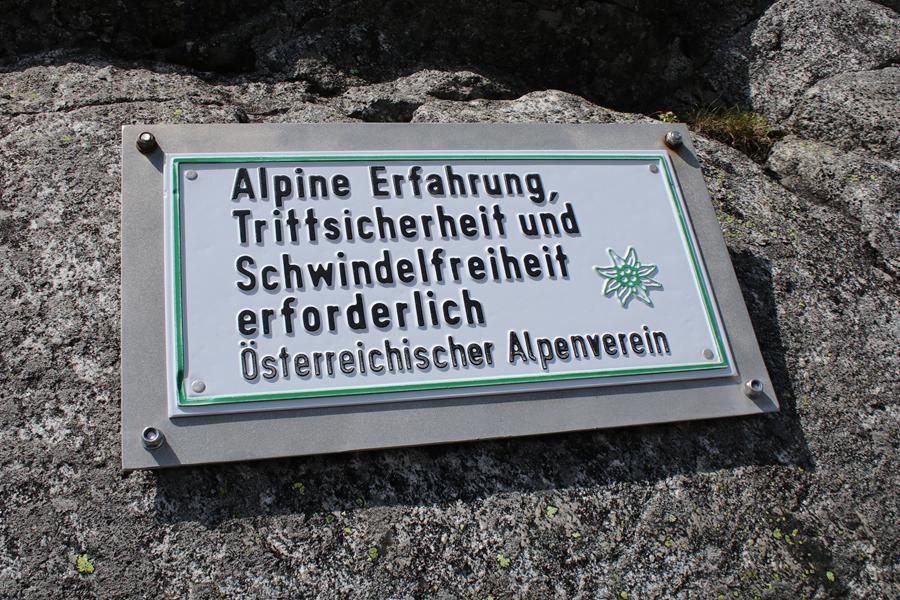 Alpine Erfahrung,
Trittsicherheit und
Schwindelfreiheit
erforderlich
Österreichischer Alpenverein